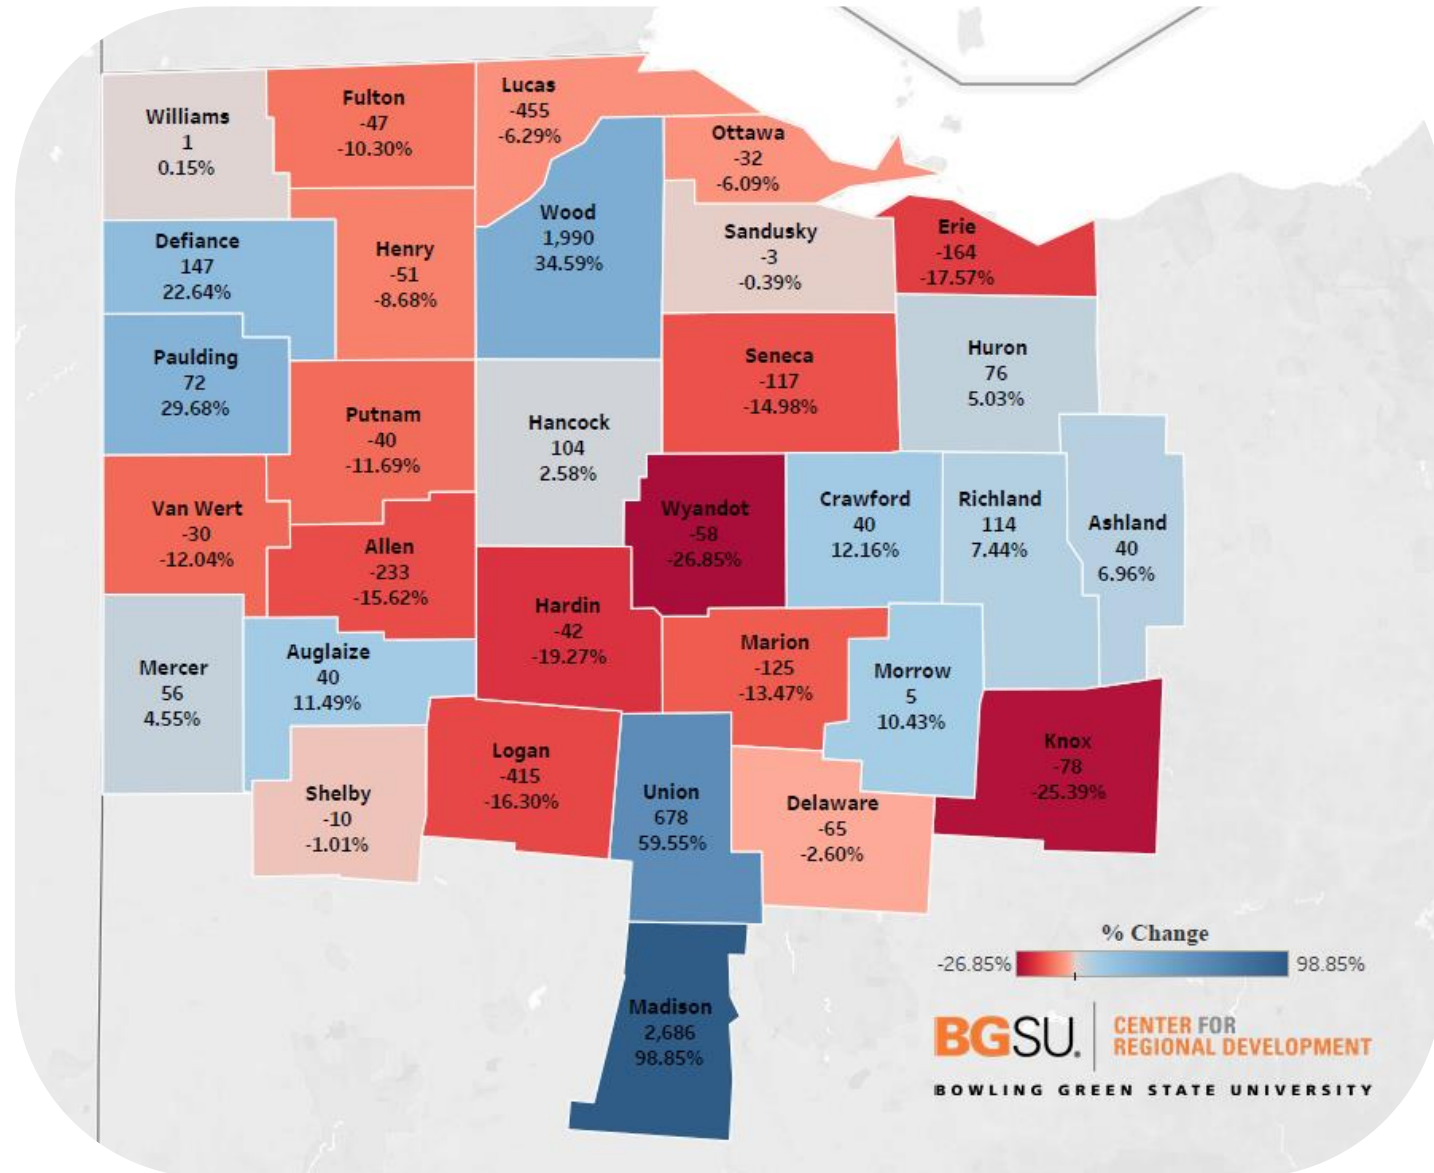 Williams
1
0.15%
Fulton
-47
-10.30%
Lucas
-455
-6.29%
Ottawa
-32
-6.09%
Defiance
147
22.64%
Henry
-51
-8.68%
Wood
1,990
34.59%
Sandusky
-3
-0.39%
Erie
-164
-17.57%
Paulding
72
29.68%
Putnam
-40
-11.69%
Hancock
104
2.58%
Seneca
-117
-14.98%
Huron
76
5.03%
Van Wert
-30
-12.04%
Allen
-233
-15.62%
Wyandot
-58
-26.85%
Crawford
40
12.16%
Richland
114
7.44%
Ashland
40
6.96%
Mercer
56
4.55%
Auglaize
40
11.49%
Hardin
-42
-19.27%
Marion
-125
-13.47%
Morrow
5
10.43%
Knox
-78
-25.39%
Shelby
-10
-1.01%
Logan
-415
-16.30%
Union
678
59.55%
Delaware
-65
-2.60%
Madison
2,686
98.85%
% Change
-26.85% 98.85%
BGSU.
CENTER FOR
REGIONAL DEVELOPMENT
BOWLING GREEN STATE UNIVERSITY